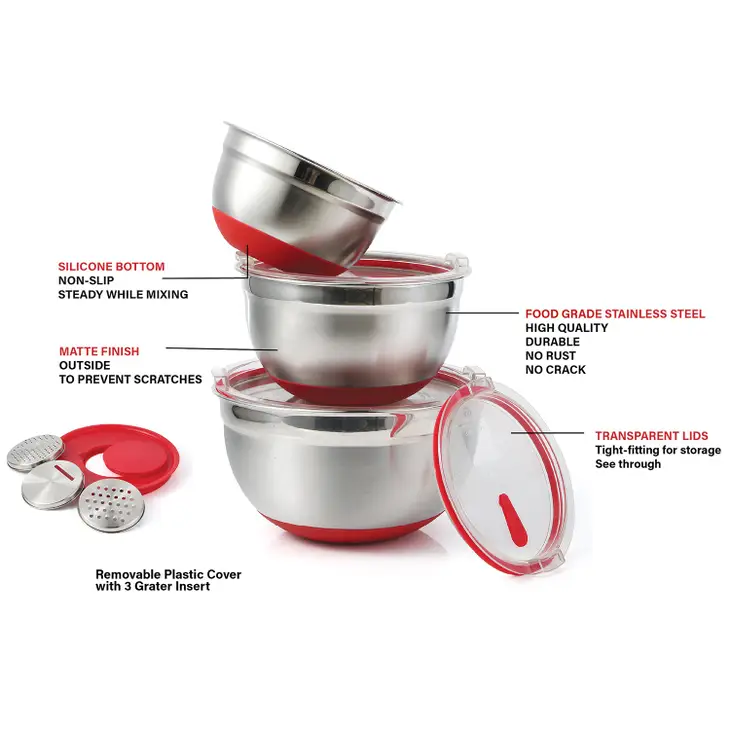 SILICONE BOTTOM
NON-SLIP
STEADY WHILE MIXING
FOOD GRADE STAINLESS STEEL
HIGH QUALITY
DURABLE
NO RUST
NO CRACK
MATTE FINISH
OUTSIDE
TO PREVENT SCRATCHES
TRANSPARENT LIDS
Tight-fitting for storage
See through
Removable Plastic Cover
with 3 Grater Insert